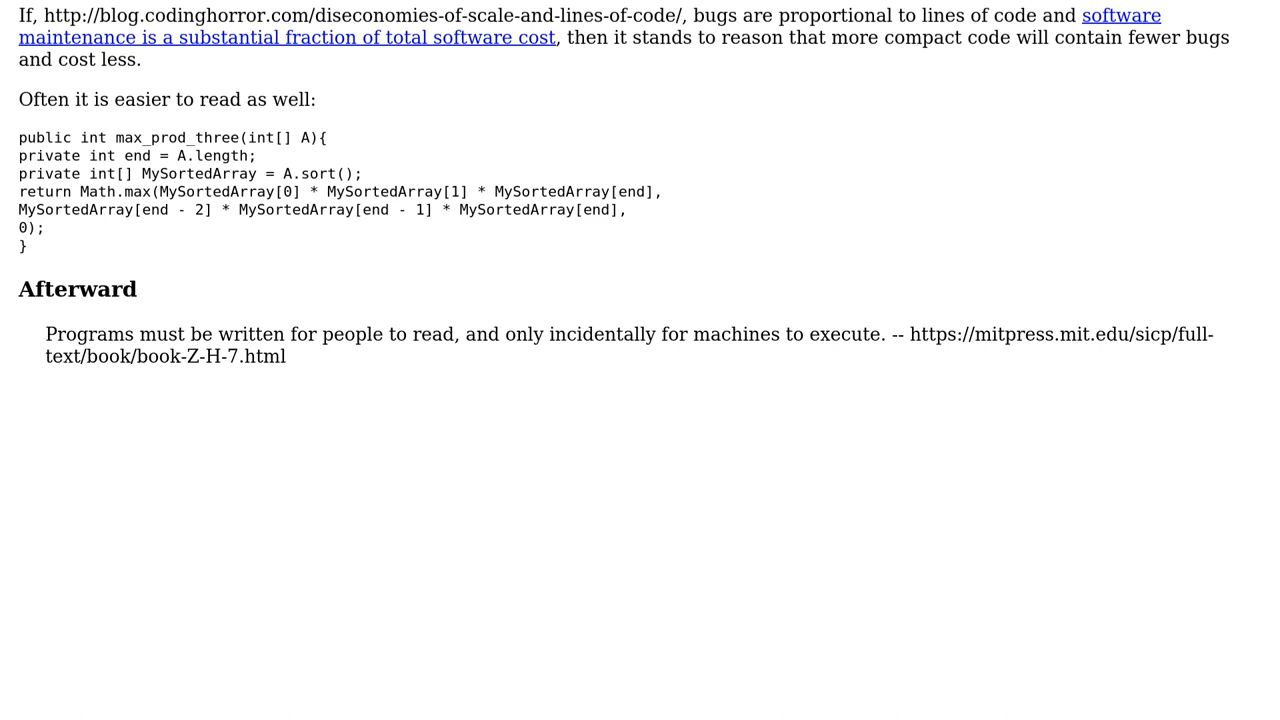 If, http://blog.codinghorror.com/diseconomies-of-scale-and-lines-of-code/, bugs are proportional to lines of code and software
maintenance is a substantial fraction of total software cost, then it stands to reason that more compact code will contain fewer bugs
and cost less.
Often it is easier to read as well:
public int max_prod_three(int[] A){
private int end = A.length;
private int[] MySortedArray = A.sort();
return Math.max(MySortedArray[0] * MySortedArray[1] * MySortedArray[end],
MySortedArray[end - 2] * MySortedArray[end - 1] * MySortedArray[end],
0);
}
Afterward
Programs must be written for people to read, and only incidentally for machines to execute. -- https://mitpress.mit.edu/sicp/full-
text/book/book-Z-H-7.html